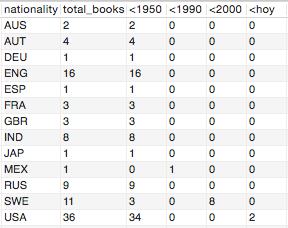 nationality total_books <1950 <1990 <2000 <hoy
AUS 2 2 0 0 0
AUT 4 4 0 0 0
DEU 1 1 0 0 0
ENG 16 16 0 0 0
ESP 1 1 0 0 0
FRA 3 3 0 0 0
GBR 3 3 0 0 0
IND 8 8 0 0 0
JAP 1 1 0 0 0
MEX 1 0 1 0 0
RUS 9 9 0 0 0
SWE 11 3 0 8 0
USA 36 34 0 0 2